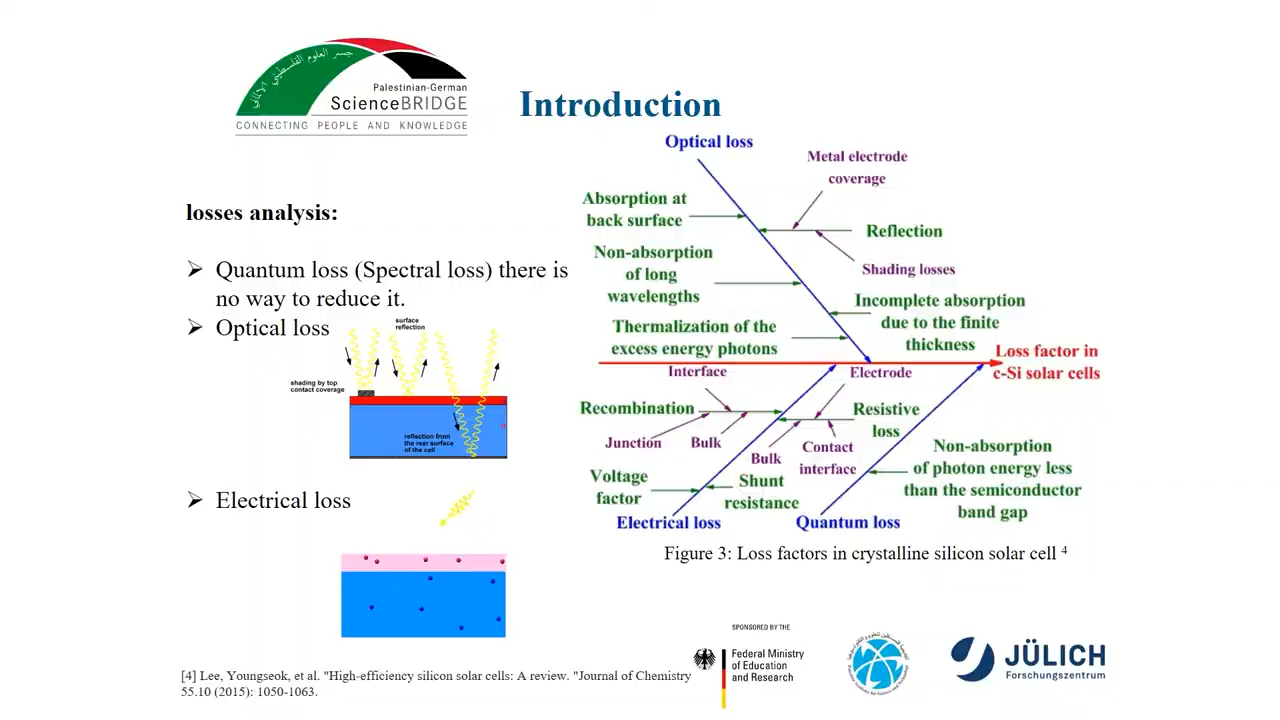 جسر العلوم الفلسطيني الألماني
Palestinian-German
ScienceBRIDGE
CONNECTING PEOPLE AND KNOWLEDGE
Introduction
losses analysis:
➢ Quantum loss (Spectral loss) there is
no way to reduce it.
➢ Optical loss
surface
reflection
shading by top
contact coverage
reflection from
the rear surface
of the cell
➢ Electrical loss
Optical loss
Metal electrode
coverage
Absorption at
back surface
Reflection
Non-absorption
of long
wavelengths
Shading losses
Incomplete absorption
due to the finite
thickness
Thermalization of the
excess energy photons
Loss factor in
c-Si solar cells
Interface
Electrode
Recombination
Resistive
loss
Junction
Bulk
Bulk
Contact
interface
Non-absorption
of photon energy less
than the semiconductor
band gap
Voltage
factor
Shunt
resistance
Electrical loss
Quantum loss
Figure 3: Loss factors in crystalline silicon solar cell 4
[4] Lee, Youngseok, et al. "High-efficiency silicon solar cells: A review. "Journal of Chemistry
55.10 (2015): 1050-1063.
SPONSORED BY THE
Federal Ministry
of Education
and Research
JÜLICH
Forschungszentrum